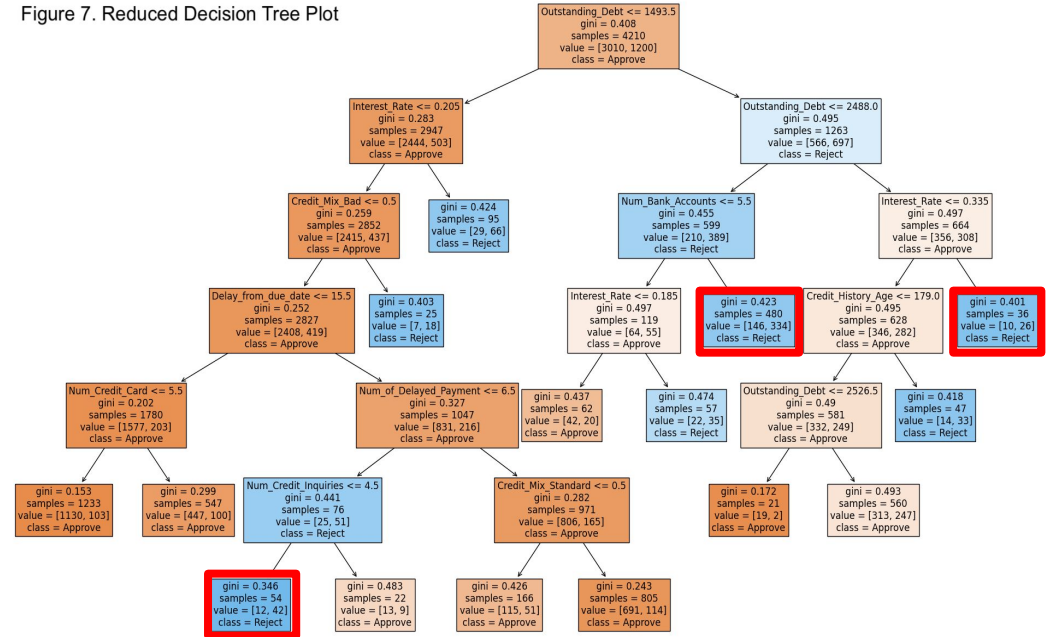 Figure 7. Reduced Decision Tree Plot
Outstanding_Debt <= 1493.5
gini = 0.408
samples = 4210
value = [3010, 1200]
class = Approve
Interest_Rate <= 0.205
gini = 0.283
samples = 2947
value = [2444, 503]
class = Approve
Outstanding_Debt <= 2488.0
gini = 0.495
samples = 1263
value = [566, 697]
class = Reject
Credit_Mix_Bad <= 0.5
gini = 0.259
samples = 2852
value = [2415, 437]
class = Approve
gini = 0.424
samples = 95
value = [29, 66]
class = Reject
Num_Bank_Accounts <= 5.5
gini = 0.455
samples = 599
value = [210, 389]
class = Reject
Interest_Rate <= 0.335
gini = 0.497
samples = 664
value = [356, 308]
class = Approve
Delay_from_due_date <= 15.5
gini = 0.252
samples = 2827
value = [2408, 419]
class = Approve
gini = 0.403
samples = 25
value = [7, 18]
class = Reject
Interest_Rate <= 0.185
gini = 0.497
samples = 119
value = [64, 55]
class = Approve
gini = 0.423
samples = 480
value = [146, 334]
class = Reject
Credit_History_Age <= 179.0
gini = 0.495
samples = 628
value = [346, 282]
class = Approve
gini = 0.401
samples = 36
value = [10, 26]
class = Reject
Num_Credit_Card <= 5.5
gini = 0.202
samples = 1780
value = [1577, 203]
class = Approve
Num_of_Delayed_Payment <= 6.5
gini = 0.327
samples = 1047
value = [831, 216]
class = Approve
gini = 0.437
samples = 62
value = [42, 20]
class = Approve
gini = 0.474
samples = 57
value = [22, 35]
class = Reject
Outstanding_Debt <= 2526.5
gini = 0.49
samples = 581
value = [332, 249]
class = Approve
gini = 0.418
samples = 47
value = [14, 33]
class = Reject
gini = 0.153
samples = 1233
value = [1130, 103]
class = Approve
gini = 0.299
samples = 547
value = [447, 100]
class = Approve
Num_Credit_Inquiries <= 4.5
gini = 0.441
samples = 76
value = [25, 51]
class = Reject
Credit_Mix_Standard <= 0.5
gini = 0.282
samples = 971
value = [806, 165]
class = Approve
gini = 0.172
samples = 21
value = [19, 2]
class = Approve
gini = 0.493
samples = 560
value = [313, 247]
class = Approve
gini = 0.346
samples = 54
value = [12, 42]
class = Reject
gini = 0.483
samples = 22
value = [13, 9]
class = Approve
gini = 0.426
samples = 166
value = [115, 51]
class = Approve
gini = 0.243
samples = 805
value = [691, 114]
class = Approve